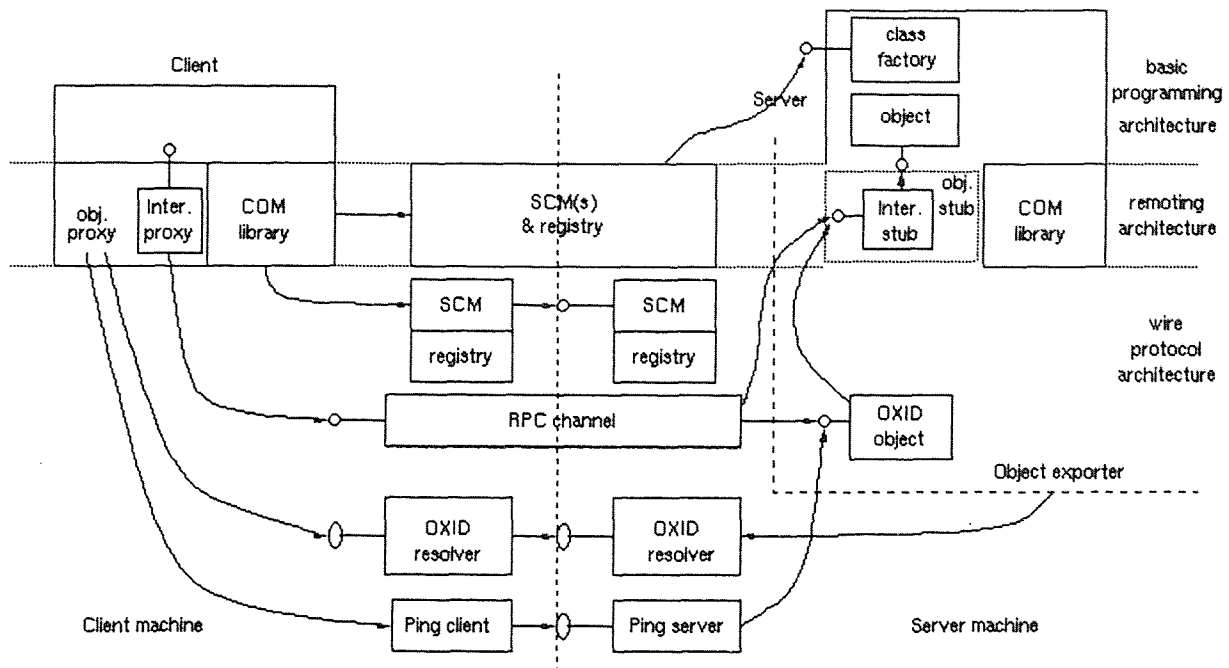 Client
class
factory
Server
object
basic
programming
architecture
obj.
proxy
Inter.
proxy
COM
library
SCM(s)
& registry
obj.
stub
Inter.
stub
COM
library
remoting
architecture
SCM
registry
SCM
registry
wire
protocol
architecture
RPC channel
OXID
object
Object exporter
OXID
resolver
OXID
resolver
Client machine
Ping client
Ping server
Server machine